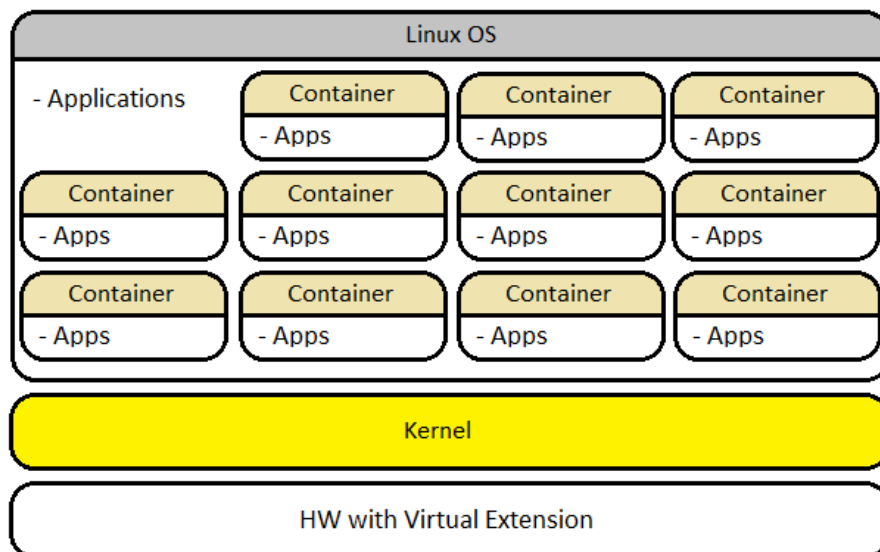 Linux OS
- Applications
Container
- Apps
Container
- Apps
Container
- Apps
Container
- Apps
Container
- Apps
Container
- Apps
Container
- Apps
Container
- Apps
Container
- Apps
Container
- Apps
Container
- Apps
Kernel
HW with Virtual Extension